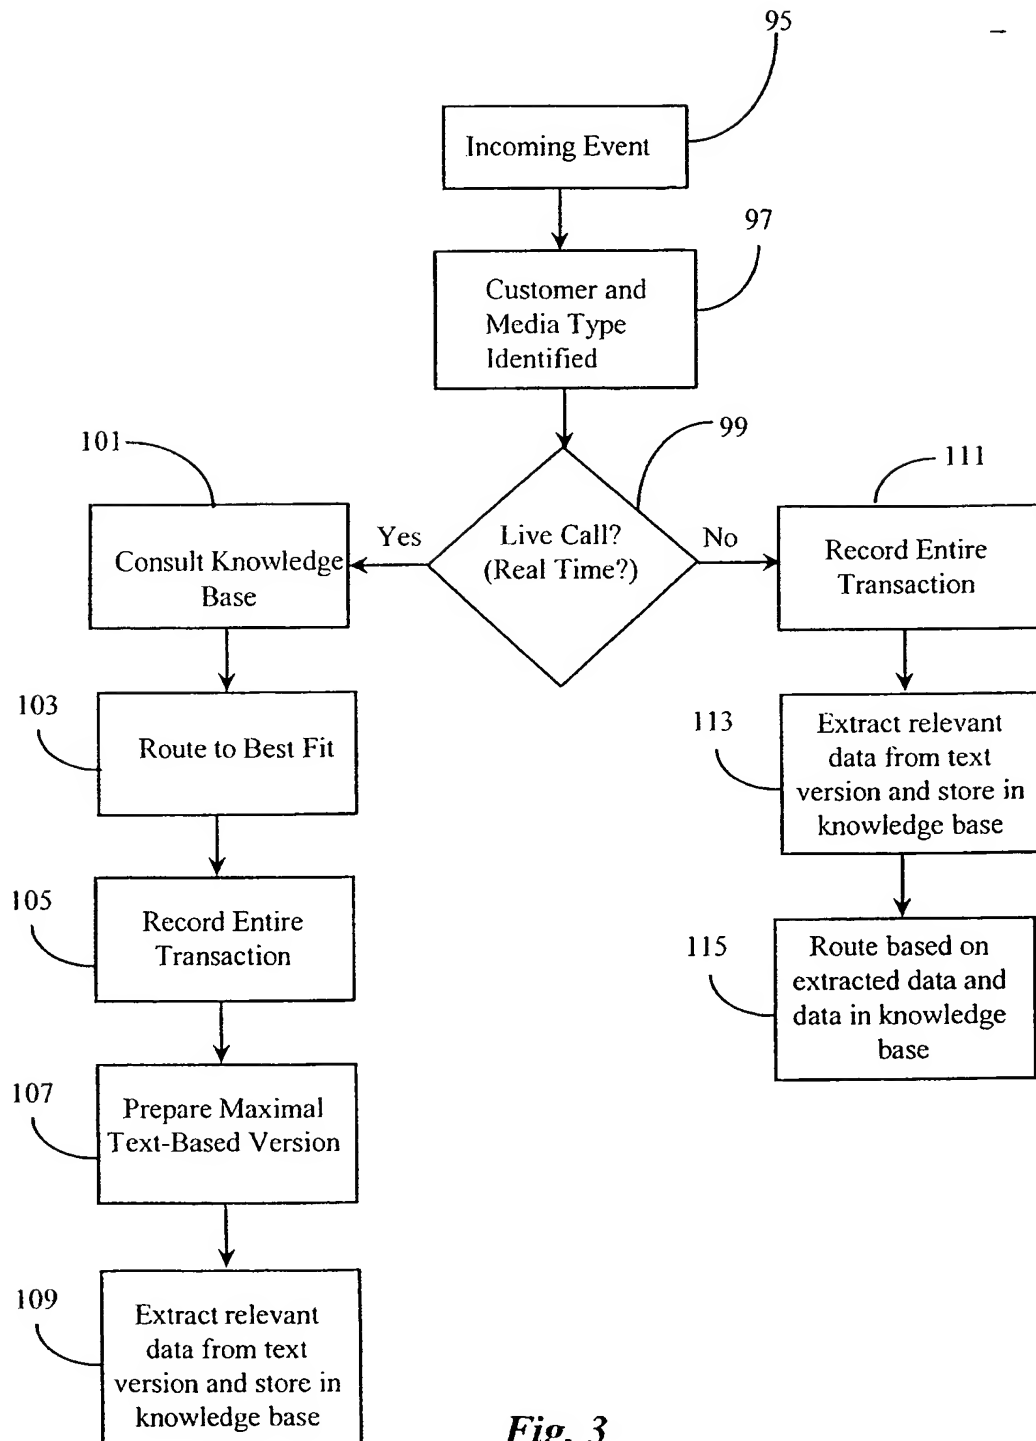 95
Incoming Event
97
Customer and
Media Type
Identified
99
Live Call?
(Real Time?)
Yes
No
101
Consult Knowledge
Base
103
Route to Best Fit
105
Record Entire
Transaction
107
Prepare Maximal
Text-Based Version
109
Extract relevant
data from text
version and store in
knowledge base
111
Record Entire
Transaction
113
Extract relevant
data from text
version and store in
knowledge base
115
Route based on
extracted data and
data in knowledge
base
Fig. 3